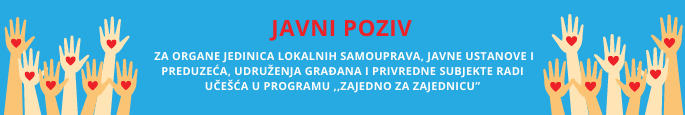 JAVNI POZIV
ZA ORGANE JEDINICA LOKALNIH SAMOUPRAVA, JAVNE USTANOVE I
PREDUZEĆA, UDRUŽENJA GRAĐANA I PRIVREDNE SUBJEKTE RADI
UČEŠĆA U PROGRAMU ,,ZAJEDNO ZA ZAJEDNICU“